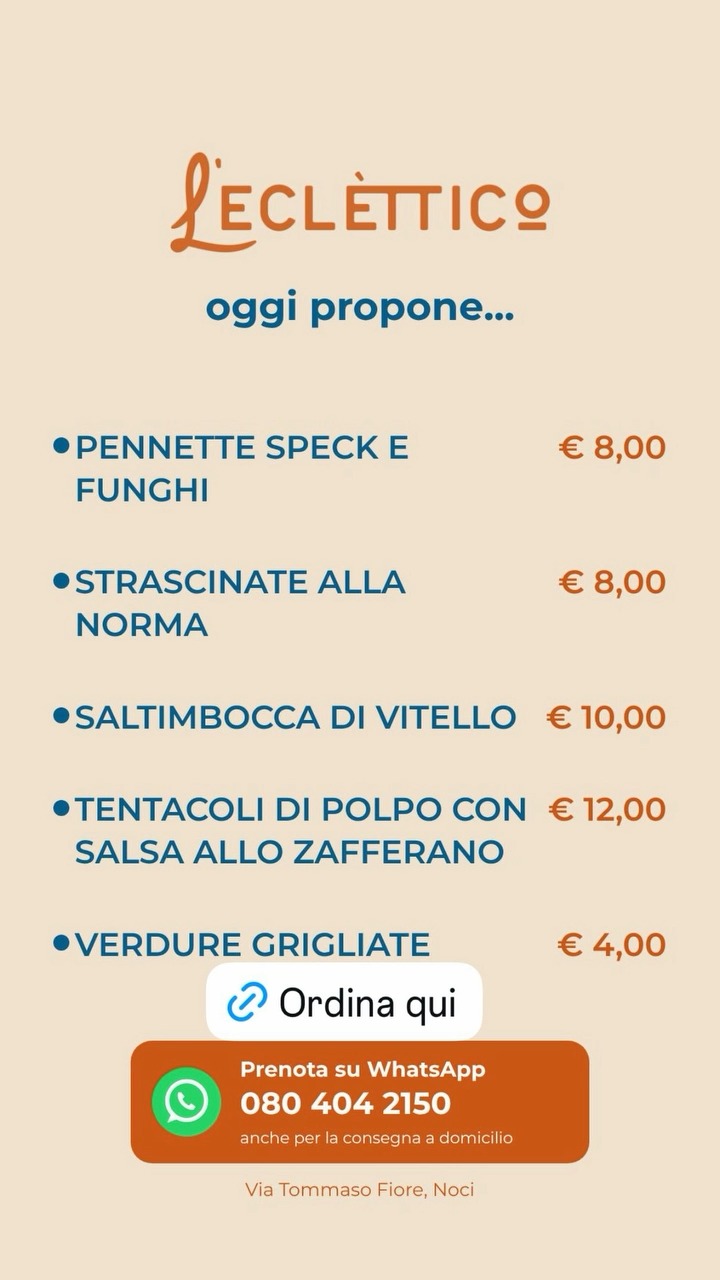 L'ECLÈTTICO
oggi propone...
•PENNETTE SPECK E € 8,00
FUNGHI
•STRASCINATE ALLA € 8,00
NORMA
•SALTIMBOCCA DI VITELLO € 10,00
•TENTACOLI DI POLPO CON € 12,00
SALSA ALLO ZAFFERANO
•VERDURE GRIGLIATE € 4,00
Ordina qui
Prenota su WhatsApp
080 404 2150
anche per la consegna a domicilio
Via Tommaso Fiore, Noci